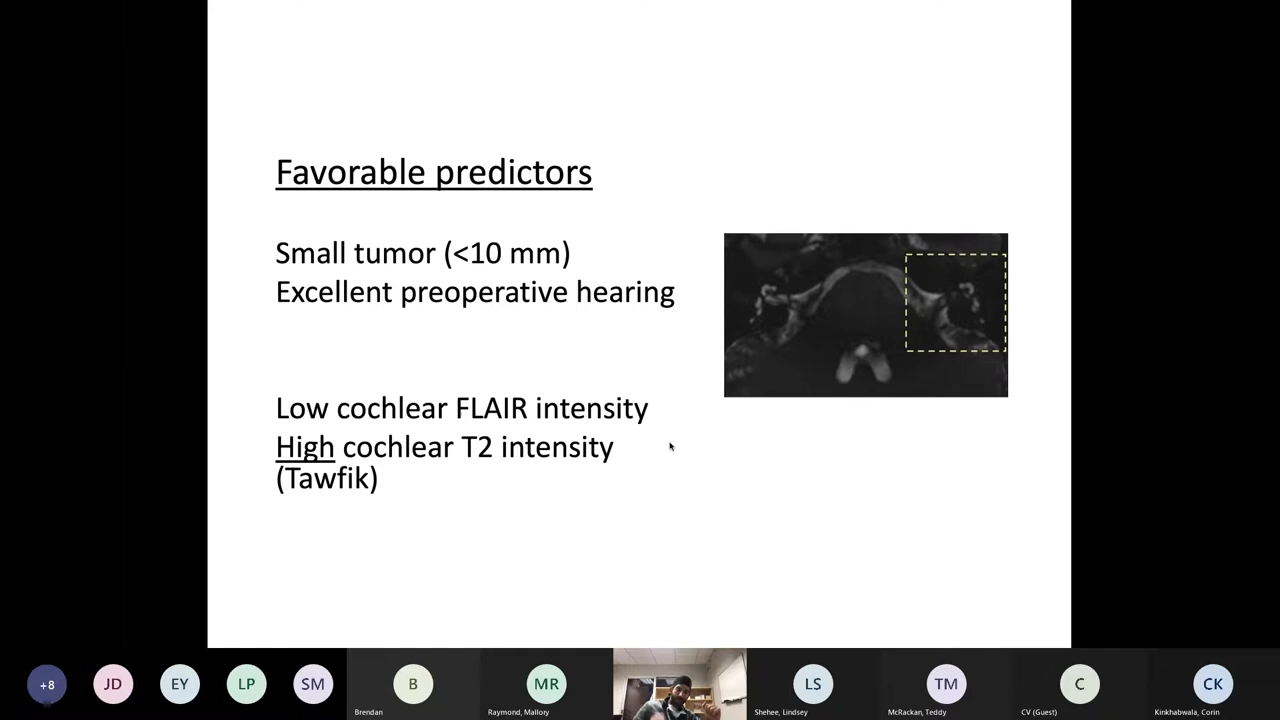 Favorable predictors
Small tumor (<10 mm)
Excellent preoperative hearing
Low cochlear FLAIR intensity
High cochlear T2 intensity
(Tawfik)
+8
JD
EY
LP
SM
B
MR
LS
TM
C
CK
Brendan
Raymond, Mallory
Shehee, Lindsey
McRackan, Teddy
CV (Guest)
Kinkhabwala, Corin